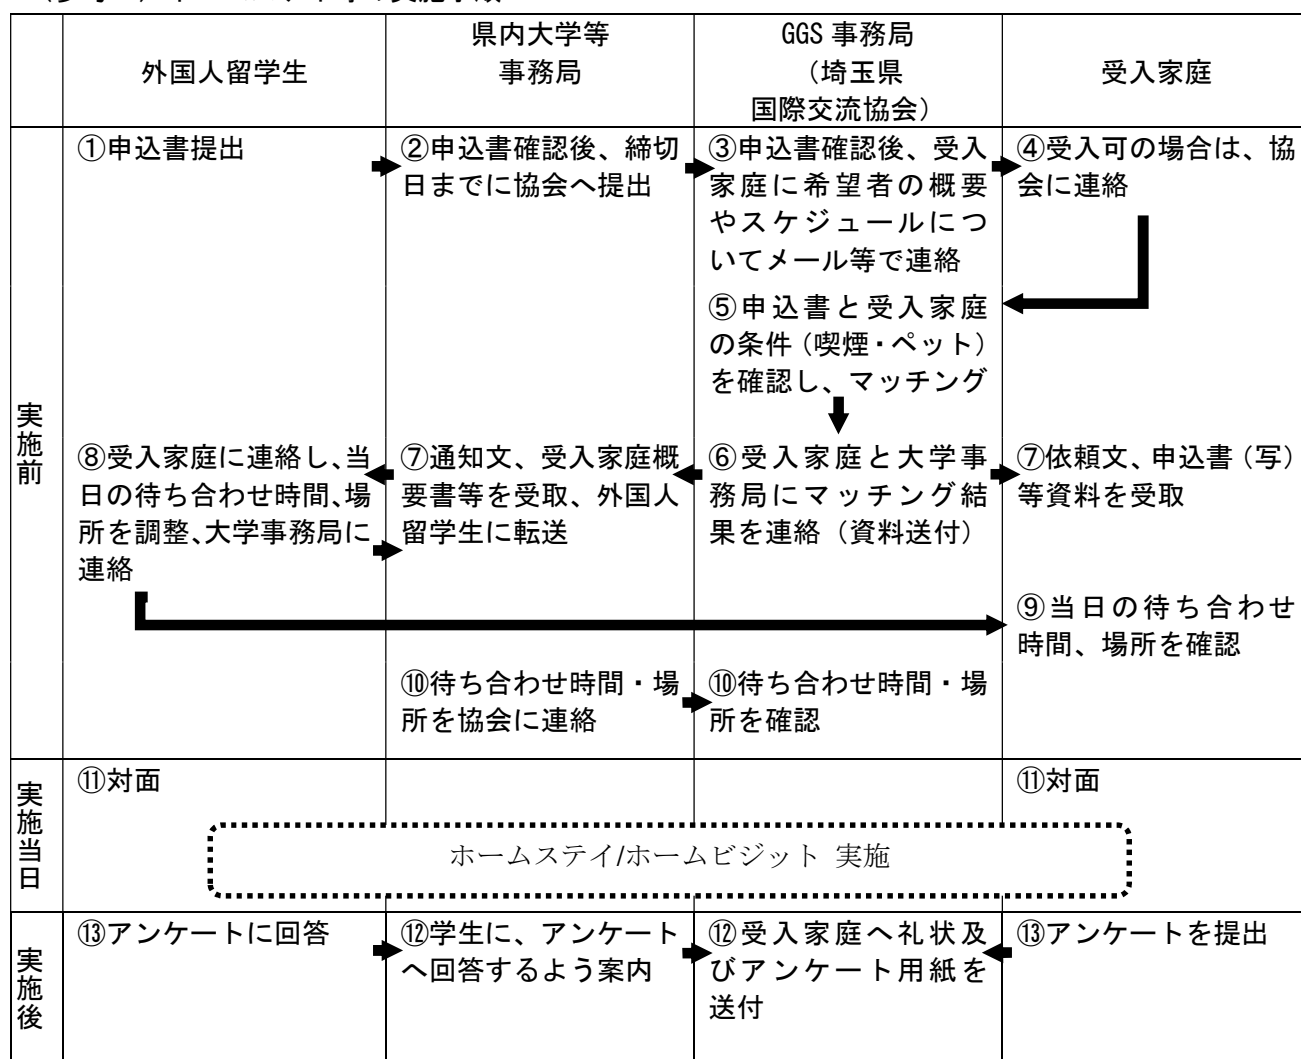 外国人留学生
県内大学等
事務局
GGS 事務局
（埼玉県
国際交流協会）
受入家庭
実施前
①申込書提出
②申込書確認後、締切
日までに協会へ提出
③申込書確認後、受入
家庭に希望者の概要
やスケジュールにつ
いてメール等で連絡
④受入可の場合は、協
会に連絡
⑤申込書と受入家庭
の条件（喫煙・ペット）
を確認し、マッチング
⑧受入家庭に連絡し、当
日の待ち合わせ時間、場
所を調整、大学事務局に
連絡
⑦通知文、受入家庭概
要書等を受取、外国人
留学生に転送
⑥受入家庭と大学事
務局にマッチング結
果を連絡（資料送付）
⑦依頼文、申込書（写）
等資料を受取
⑨当日の待ち合わせ
時間、場所を確認
⑩待ち合わせ時間・場
所を協会に連絡
⑩待ち合わせ時間・場
所を確認
実施当日
⑪対面
⑪対面
ホームステイ/ホームビジット 実施
実施後
⑬アンケートに回答
⑫学生に、アンケート
へ回答するよう案内
⑫受入家庭へ礼状及
びアンケート用紙を
送付
⑬アンケートを提出